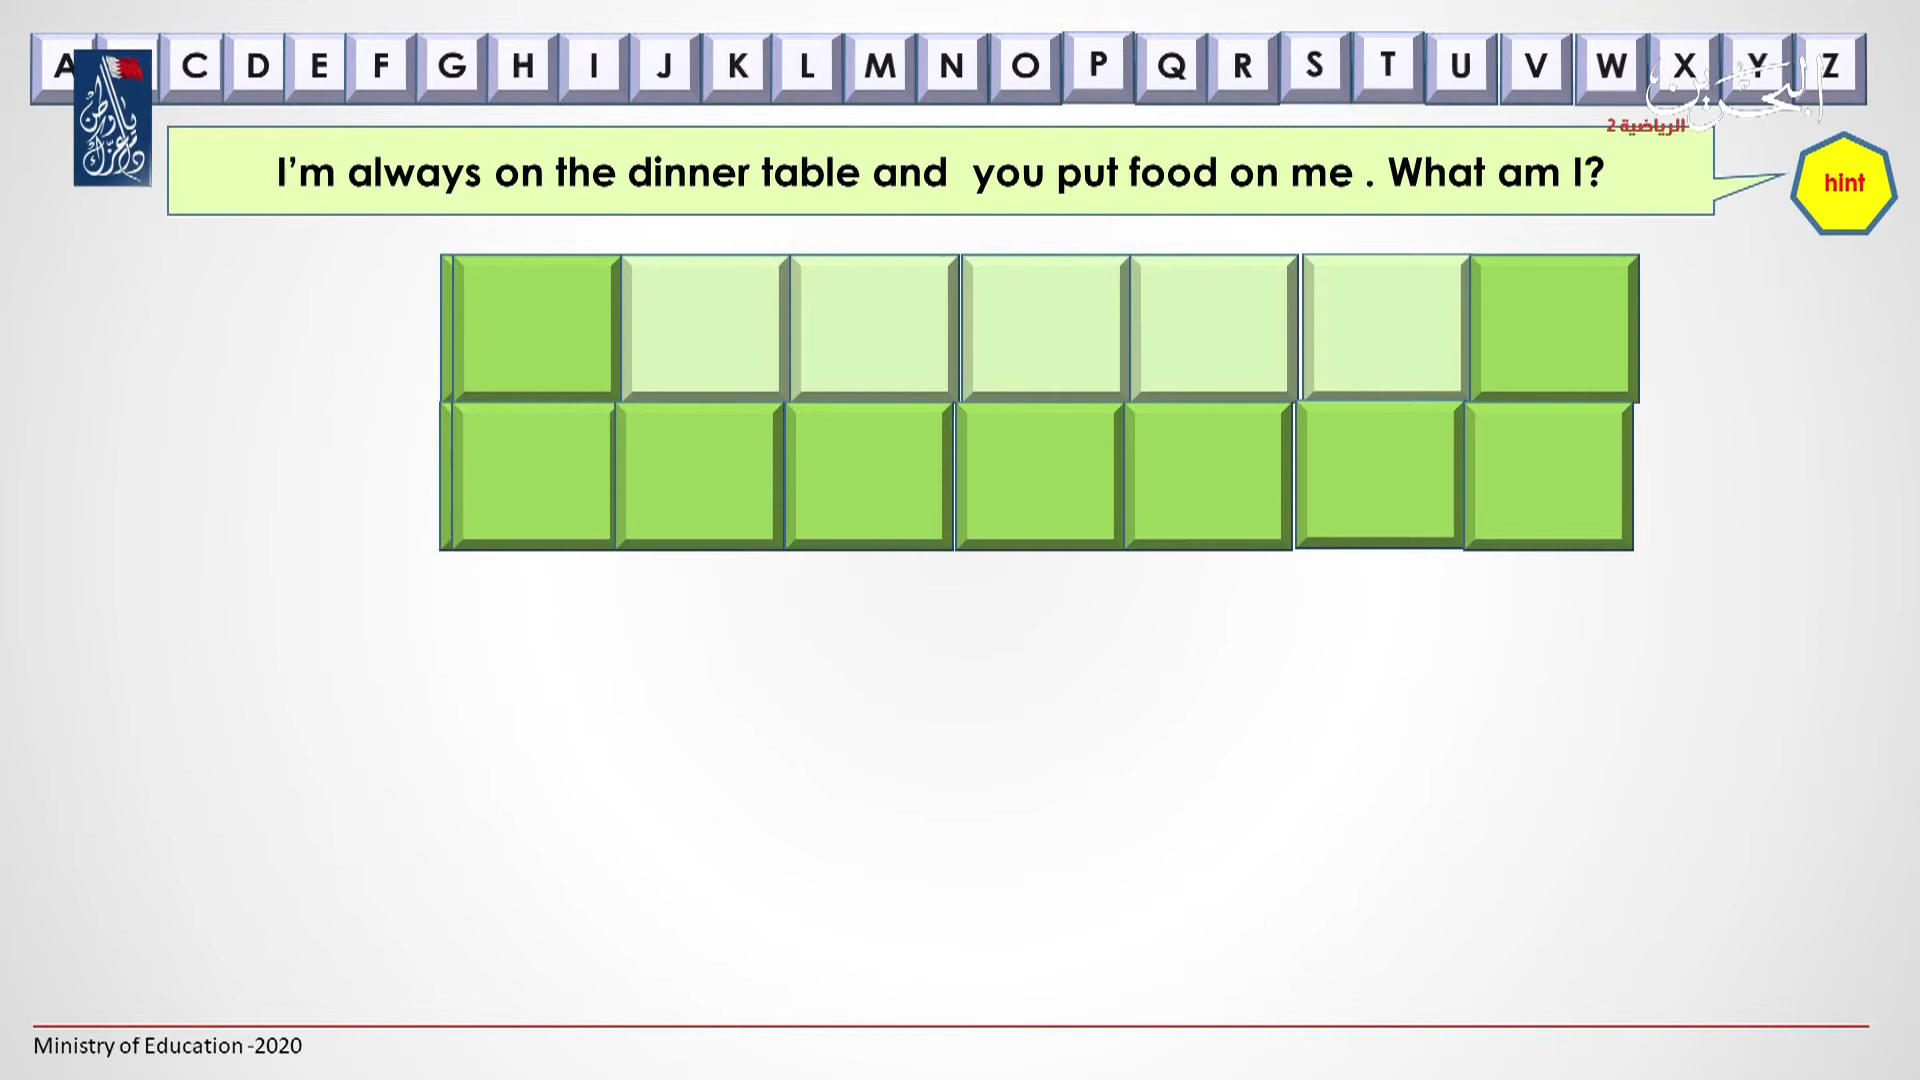 A C D E F G H I J K L M N O P Q R S T U V W X Y Z
البحرين
الرياضية 2
I’m always on the dinner table and you put food on me . What am I?
hint
Ministry of Education -2020